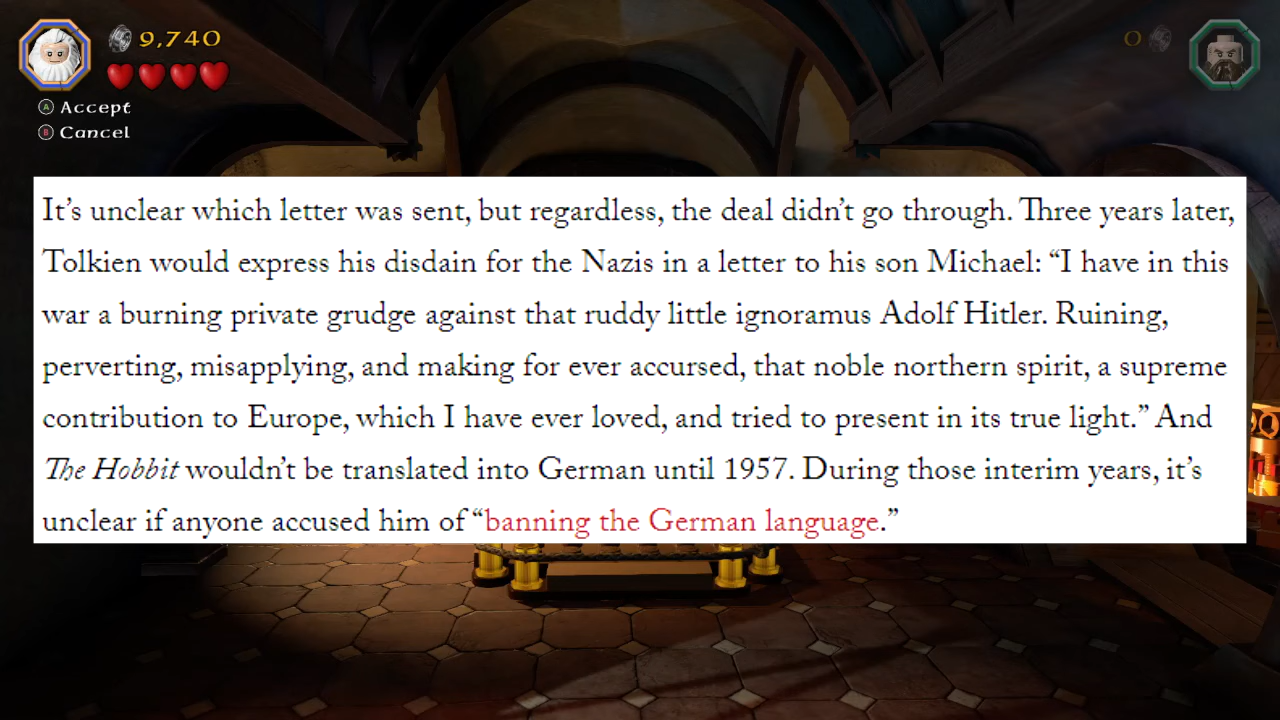 9,740
0
A Accept
B Cancel
It's unclear which letter was sent, but regardless, the deal didn't go through. Three years later,
Tolkien would express his disdain for the Nazis in a letter to his son Michael: “I have in this
war a burning private grudge against that ruddy little ignoramus Adolf Hitler. Ruining,
perverting, misapplying, and making for ever accursed, that noble northern spirit, a supreme
contribution to Europe, which I have ever loved, and tried to present in its true light.” And
The Hobbit wouldn't be translated into German until 1957. During those interim years, it's
unclear if anyone accused him of “banning the German language.”